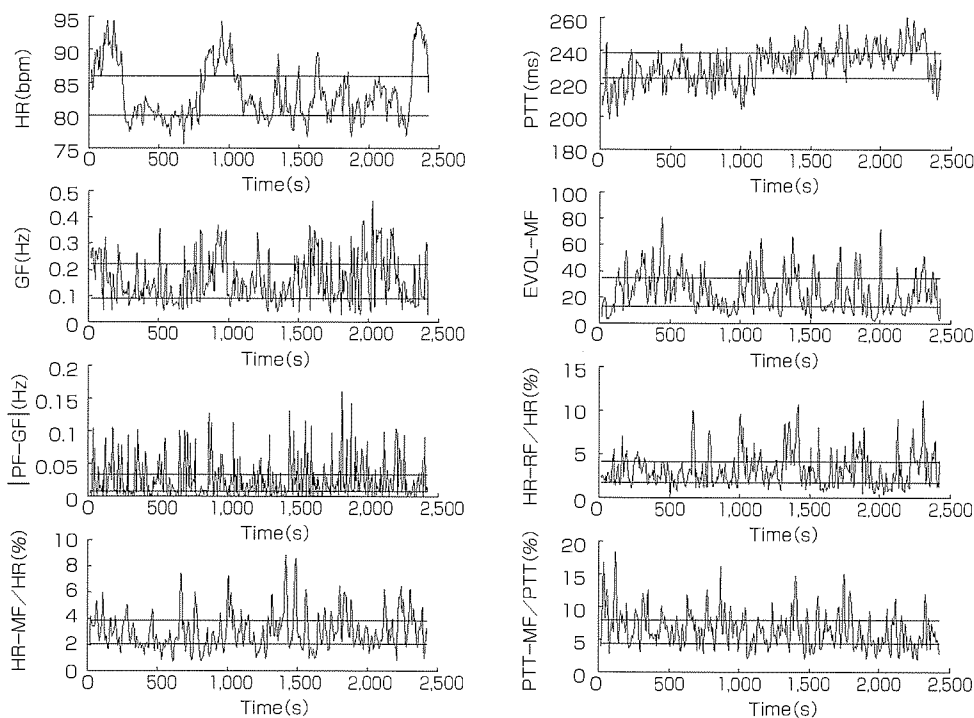 HR(bpm)
95
90
85
80
75
0 500 1,000 1,500 2,000 2,500
Time(s)
PTT(ms)
260
240
220
200
180
0 500 1,000 1,500 2,000 2,500
Time(s)
GF(Hz)
0.5
0.4
0.3
0.2
0.1
0
0 500 1,000 1,500 2,000 2,500
Time(s)
EVOL-MF
100
80
60
40
20
0
0 500 1,000 1,500 2,000 2,500
Time(s)
|PF-GF|(Hz)
0.2
0.15
0.1
0.05
0
0 500 1,000 1,500 2,000 2,500
Time(s)
HR-RF/HR(%)
15
10
5
0
0 500 1,000 1,500 2,000 2,500
Time(s)
HR-MF/HR(%)
10
8
6
4
2
0
0 500 1,000 1,500 2,000 2,500
Time(s)
PTT-MF/PTT(%)
20
15
10
5
0
0 500 1,000 1,500 2,000 2,500
Time(s)